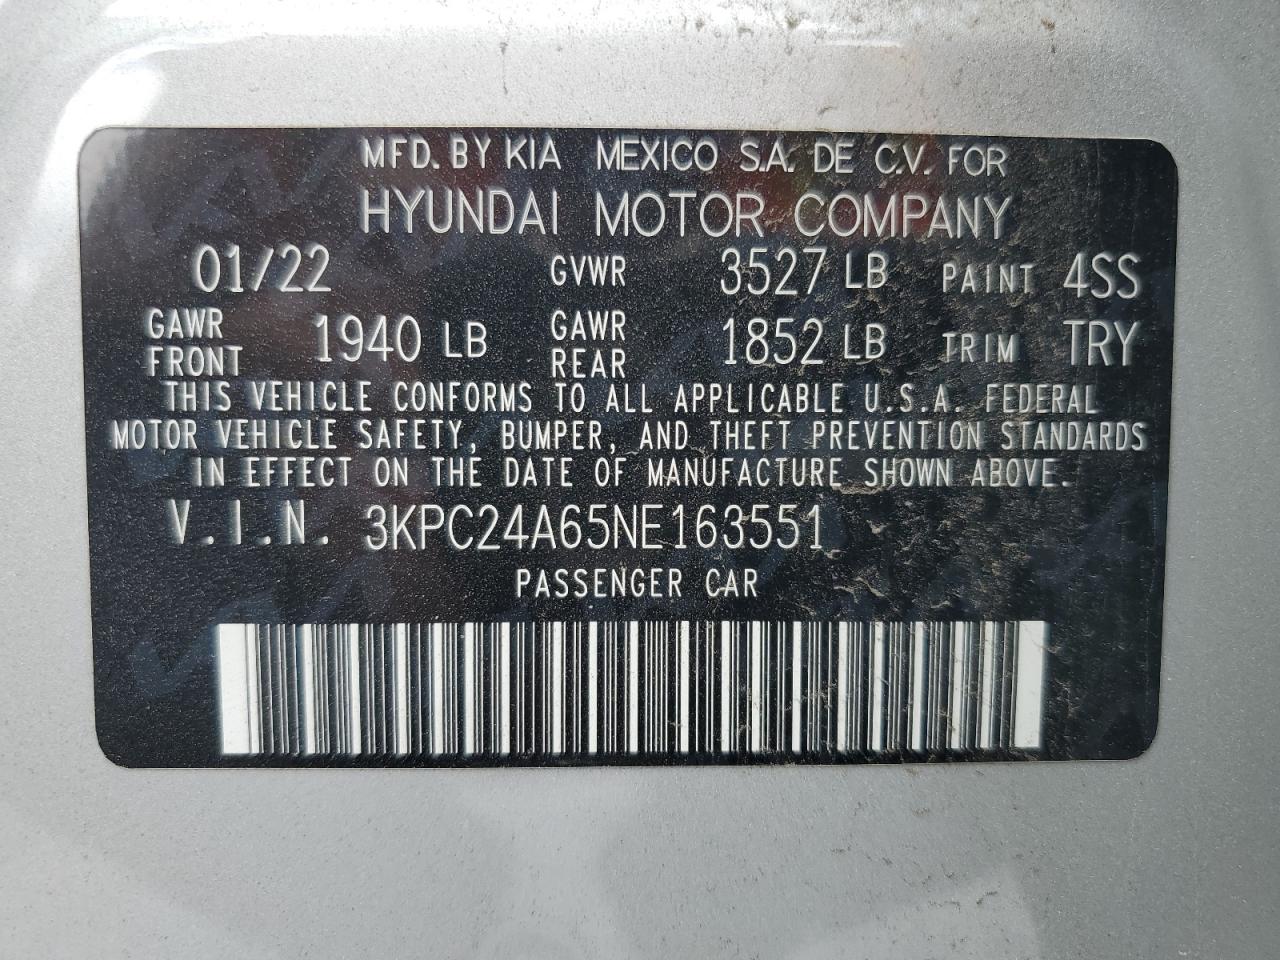 MFD. BY KIA MEXICO S.A. DE C.V. FOR
HYUNDAI MOTOR COMPANY
01/22 GVWR 3527 LB PAINT 4SS
GAWR FRONT 1940 LB GAWR REAR 1852 LB TRIM TRY
THIS VEHICLE CONFORMS TO ALL APPLICABLE U.S.A. FEDERAL
MOTOR VEHICLE SAFETY, BUMPER, AND THEFT PREVENTION STANDARDS
IN EFFECT ON THE DATE OF MANUFACTURE SHOWN ABOVE.
V.I.N. 3KPC24A65NE163551
PASSENGER CAR